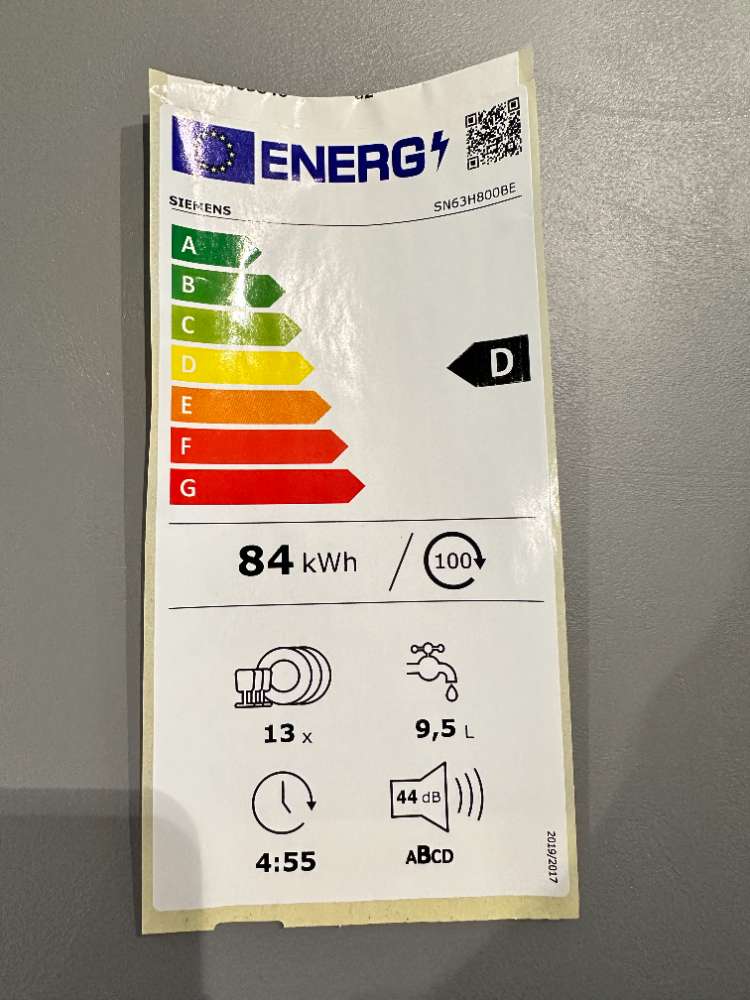 ENERG
SIEMENS
SN63H800BE
A
B
C
D
E
F
G
D
84 kWh / 100
13 x
9,5 L
4:55
44 dB
ABCD
2019/2017